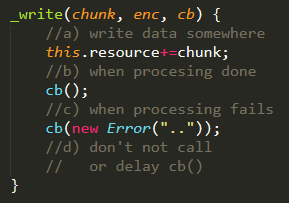 _write(chunk, enc, cb) {
//a) write data somewhere
this.resource+=chunk;
//b) when procesing done
cb();
//c) when processing fails
cb(new Error(".."));
//d) don't not call
//   or delay cb()
}